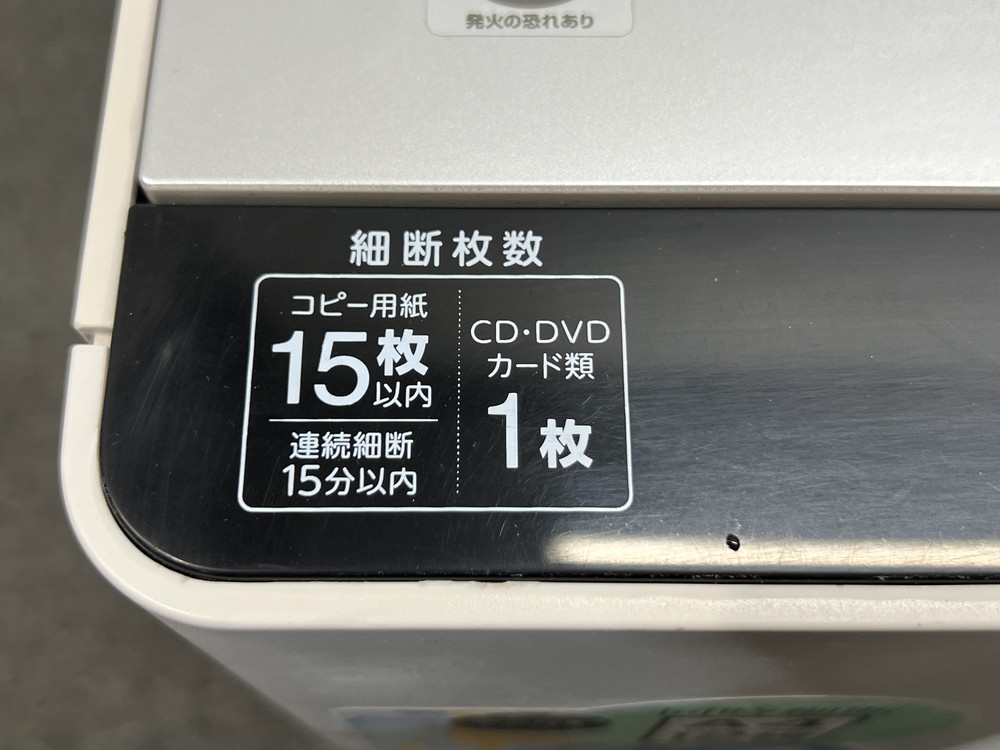 発火の恐れあり
細断枚数
コピー用紙
15枚
以内
連続細断
15分以内
CD・DVD
カード類
1枚